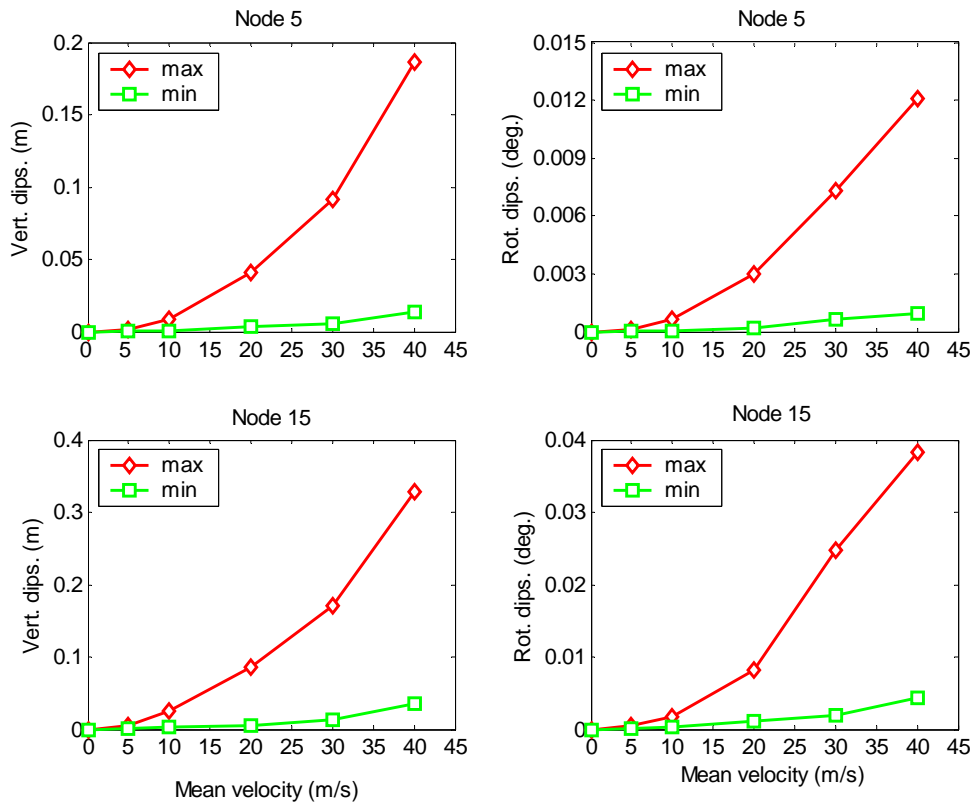 Node 5
0.2
0.15
0.1
0.05
0
Vert. dips. (m)
max
min
0 5 10 15 20 25 30 35 40 45
Node 5
0.015
0.012
0.009
0.006
0.003
0
Rot. dips. (deg.)
max
min
0 5 10 15 20 25 30 35 40 45
Node 15
0.4
0.3
0.2
0.1
0
Vert. dips. (m)
max
min
0 5 10 15 20 25 30 35 40 45
Mean velocity (m/s)
Node 15
0.04
0.03
0.02
0.01
0
Rot. dips. (deg.)
max
min
0 5 10 15 20 25 30 35 40 45
Mean velocity (m/s)